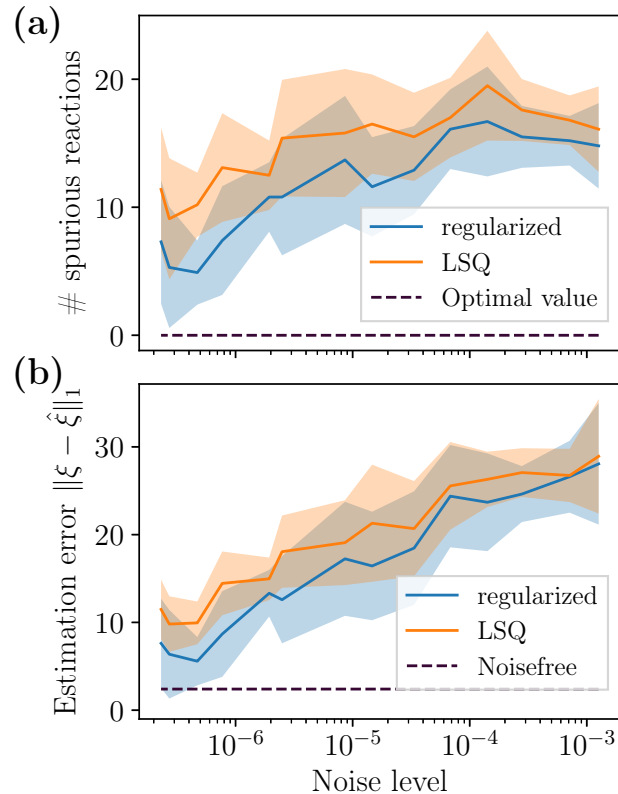 (a)
# spurious reactions
20
10
0
regularized
LSQ
Optimal value
(b)
Estimation error ‖ξ − ξ̂‖₁
30
20
10
0
regularized
LSQ
Noisefree
10⁻⁶
10⁻⁵
10⁻⁴
10⁻³
Noise level